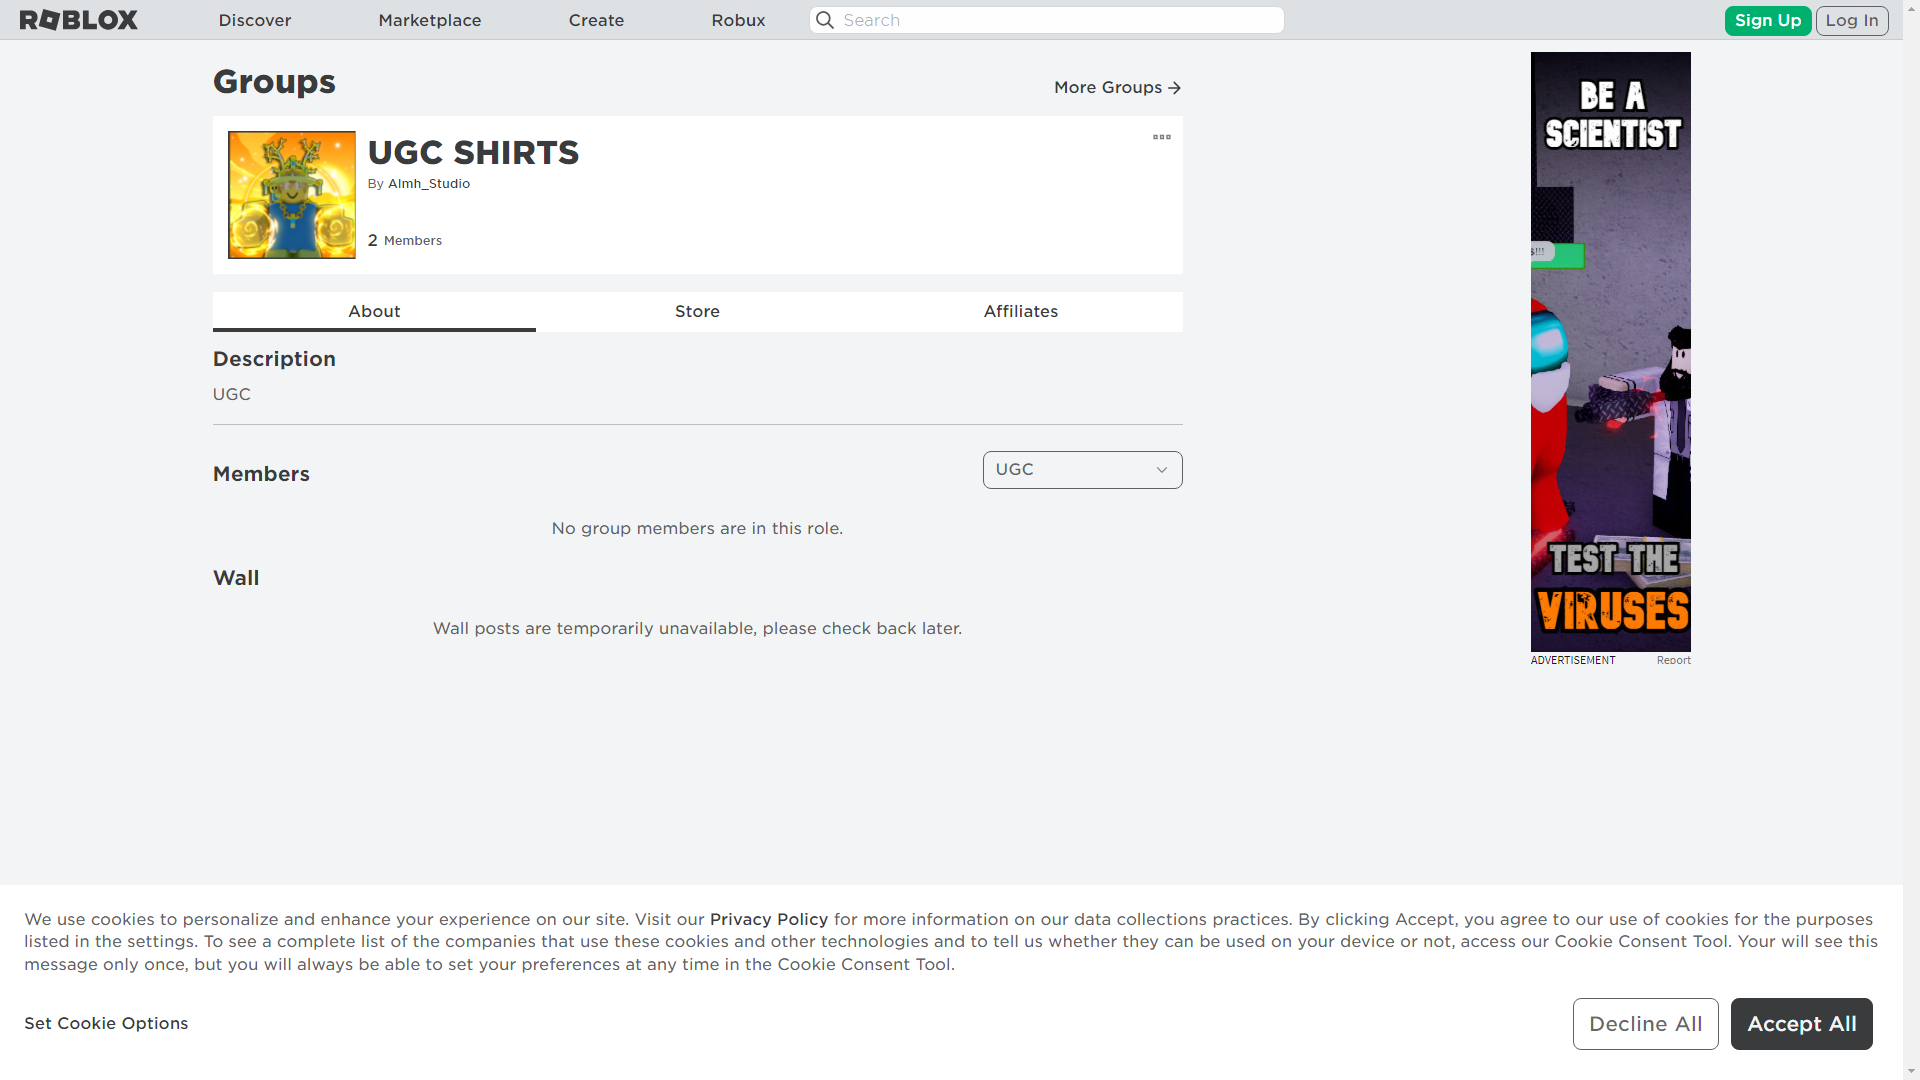 ROBLOX
Discover
Marketplace
Create
Robux
Search
Sign Up
Log In
Groups
More Groups
UGC SHIRTS
By Almh_Studio
2 Members
About
Store
Affiliates
Description
UGC
Members
UGC
No group members are in this role.
Wall
Wall posts are temporarily unavailable, please check back later.
BE A
SCIENTIST
TEST THE
VIRUSES
ADVERTISEMENT
Report
We use cookies to personalize and enhance your experience on our site. Visit our Privacy Policy for more information on our data collections practices. By clicking Accept, you agree to our use of cookies for the purposes
listed in the settings. To see a complete list of the companies that use these cookies and other technologies and to tell us whether they can be used on your device or not, access our Cookie Consent Tool. Your will see this
message only once, but you will always be able to set your preferences at any time in the Cookie Consent Tool.
Set Cookie Options
Decline All
Accept All